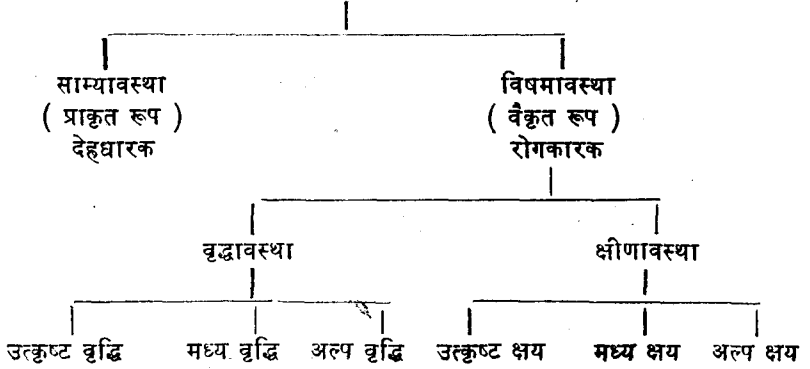 साम्यावस्था विषमावस्था
( प्राकृत रूप ) ( वैकृत रूप )
देहधारक रोगकारक
वृद्धावस्था क्षीणावस्था
उत्कृष्ट वृद्धि मध्य वृद्धि अल्प वृद्धि उत्कृष्ट क्षय मध्य क्षय अल्प क्षय